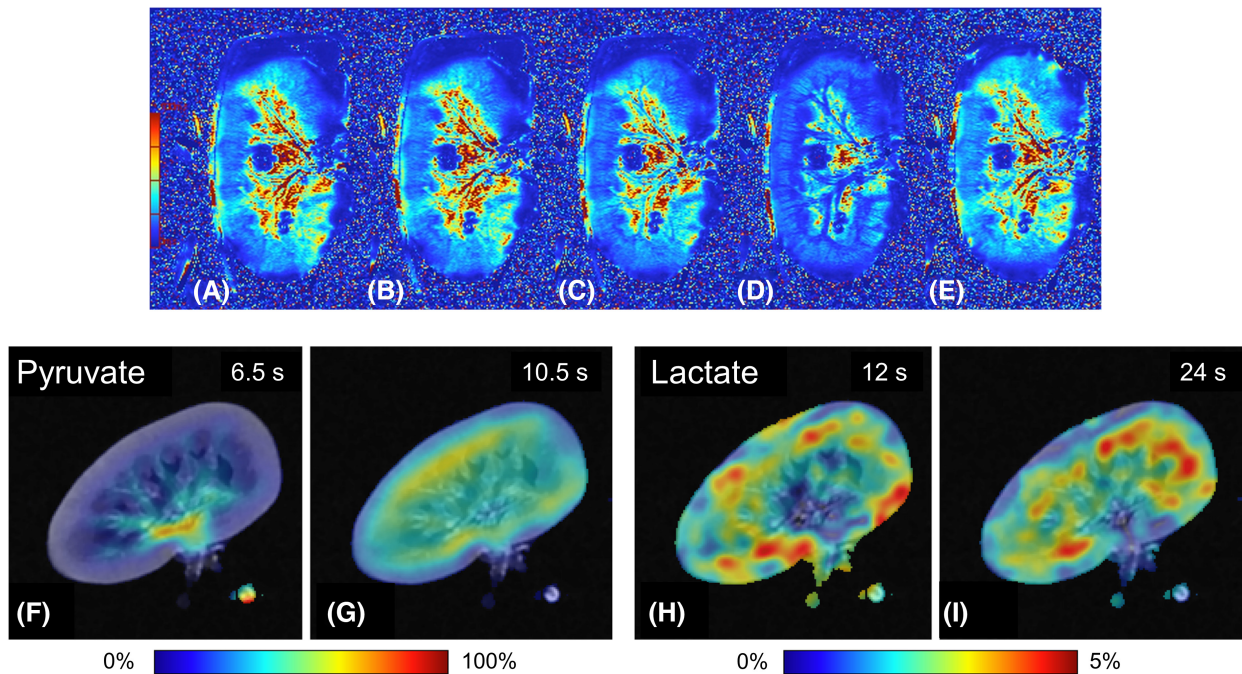 (A)
(B)
(C)
(D)
(E)
Pyruvate
6.5 s
10.5 s
Lactate
12 s
24 s
(F)
(G)
(H)
(I)
0%
100%
0%
5%